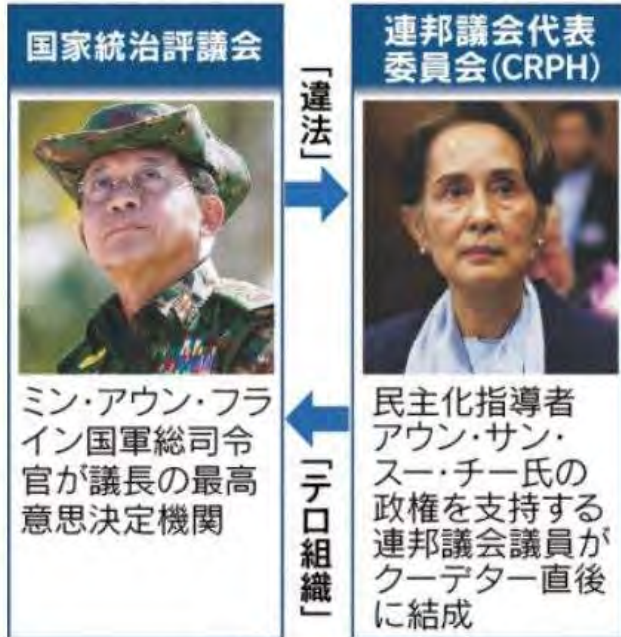 国家統治評議会
ミン・アウン・フラ
イン国軍総司令
官が議長の最高
意思決定機関
「違法」
「テロ組織」
連邦議会代表
委員会(CRPH)
民主化指導者
アウン・サン・
スー・チー氏の
政権を支持する
連邦議会議員が
クーデター直後
に結成